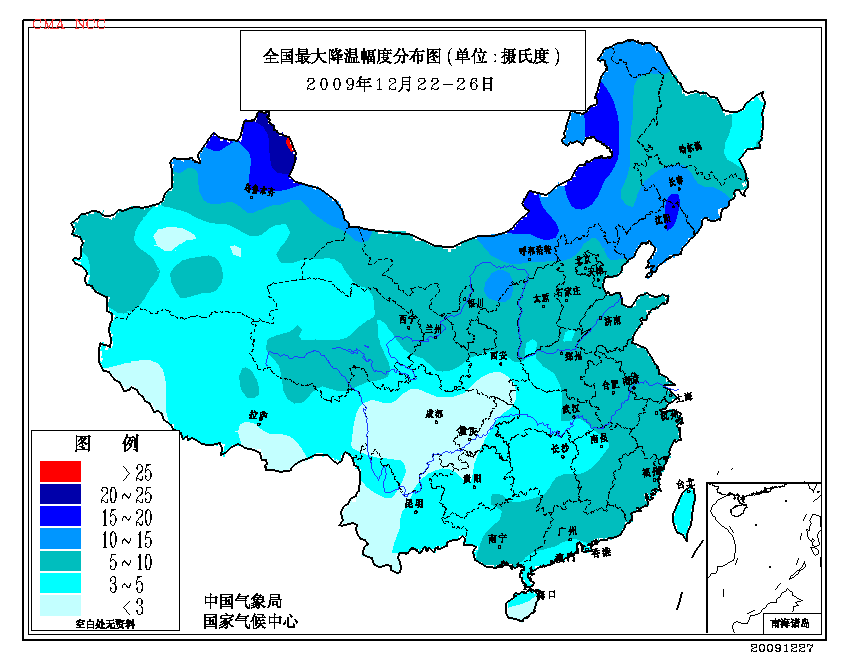 CMA NCC
全国最大降温幅度分布图(单位:摄氏度)
2009年12月22-26日
哈尔滨
长春
乌鲁木齐
沈阳
呼和浩特
北京
天津
银川
太原
石家庄
西宁
兰州
济南
西安
郑州
合肥
南京
上海
拉萨
成都
武汉
杭州
重庆
南昌
长沙
贵阳
福州
台北
昆明
南宁
广州
澳门
香港
海口
图 例
>25
20~25
15~20
10~15
5~10
3~5
<3
空白处无资料
中国气象局
国家气候中心
南海诸岛
20091227